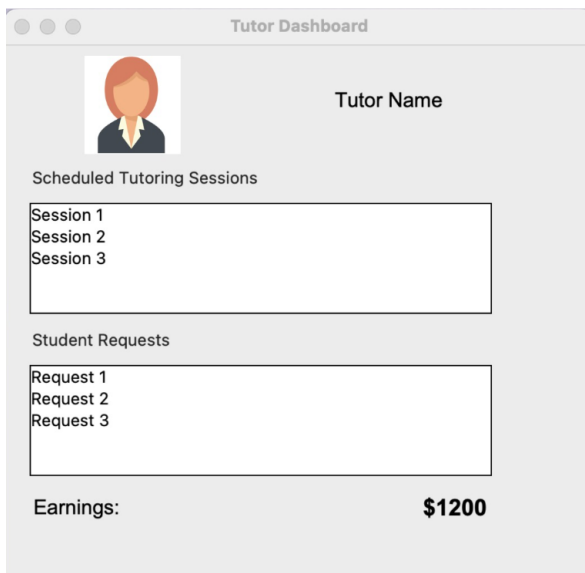 Tutor Dashboard
Tutor Name
Scheduled Tutoring Sessions
Session 1
Session 2
Session 3
Student Requests
Request 1
Request 2
Request 3
Earnings: $1200